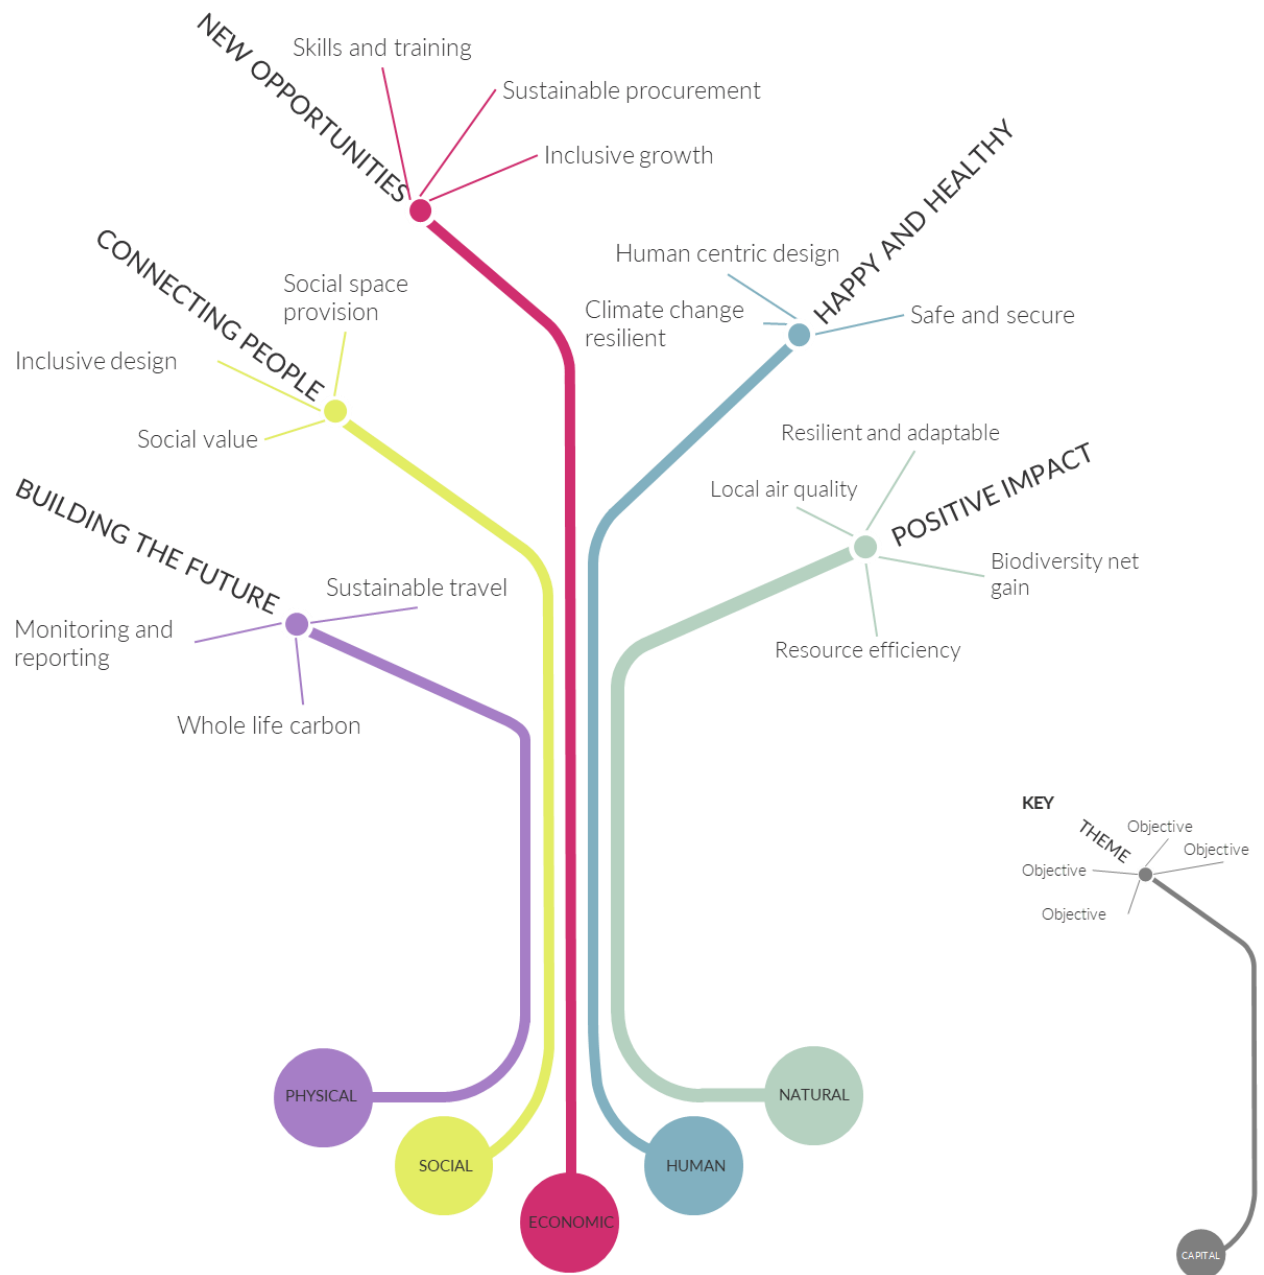 NEW OPPORTUNITIES
Skills and training
Sustainable procurement
Inclusive growth
HAPPY AND HEALTHY
Human centric design
Climate change
resilient
Safe and secure
CONNECTING PEOPLE
Social space
provision
Inclusive design
Social value
POSITIVE IMPACT
Resilient and adaptable
Local air quality
Biodiversity net
gain
Resource efficiency
BUILDING THE FUTURE
Sustainable travel
Monitoring and
reporting
Whole life carbon
KEY
THEME
Objective
Objective
Objective
Objective
CAPITAL
PHYSICAL
SOCIAL
ECONOMIC
HUMAN
NATURAL